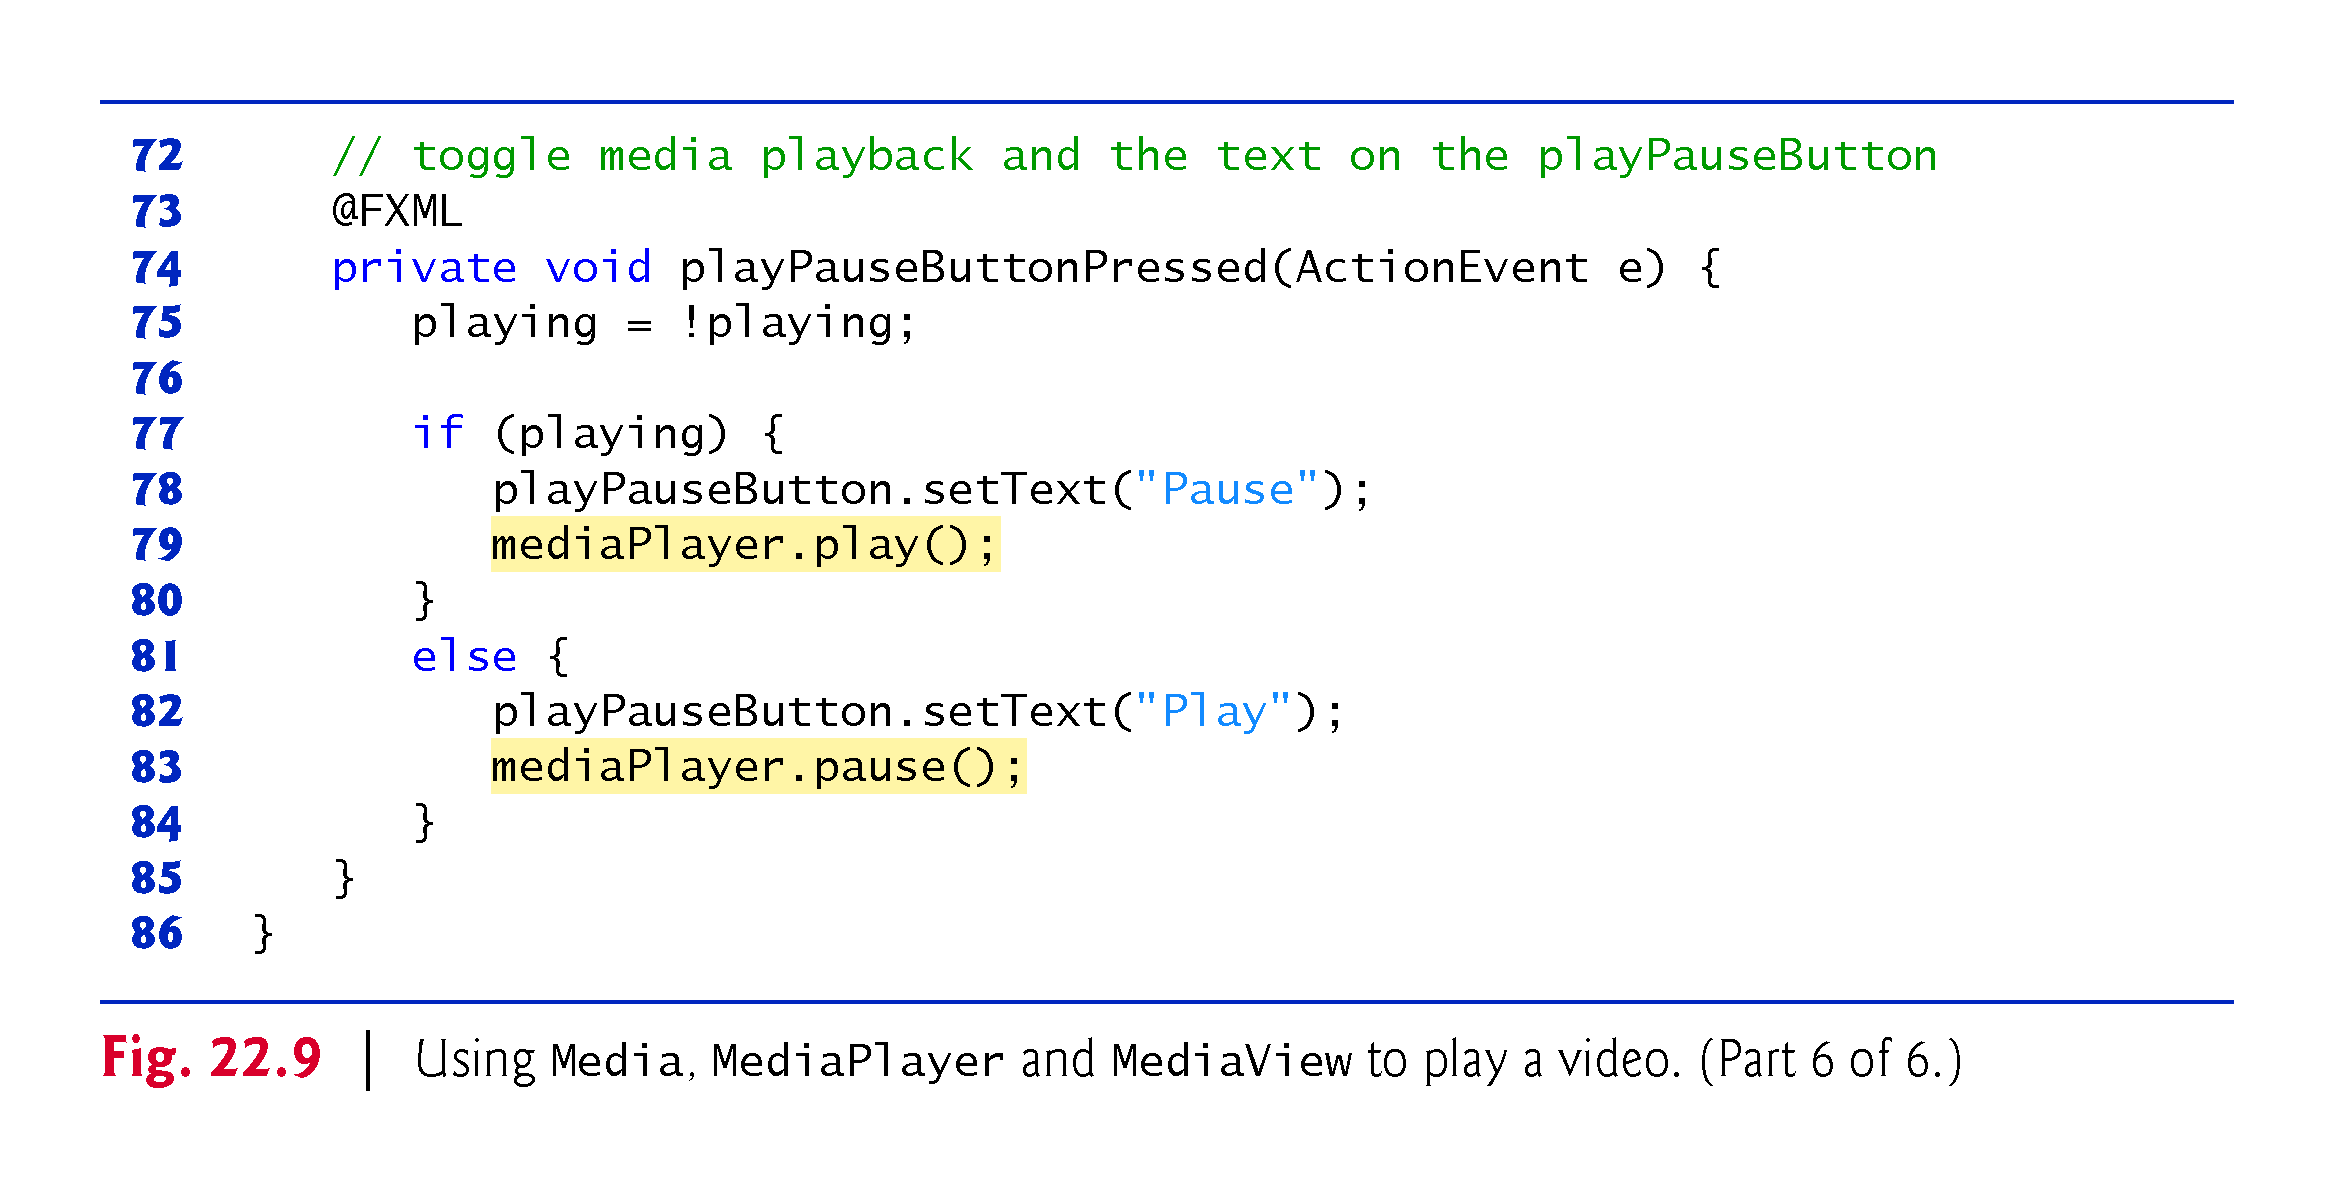 72 // toggle media playback and the text on the playPauseButton
73 @FXML
74 private void playPauseButtonPressed(ActionEvent e) {
75 playing = !playing;
76
77 if (playing) {
78 playPauseButton.setText("Pause");
79 mediaPlayer.play();
80 }
81 else {
82 playPauseButton.setText("Play");
83 mediaPlayer.pause();
84 }
85 }
86 }
Fig. 22.9 | Using Media, MediaPlayer and MediaView to play a video. (Part 6 of 6.)